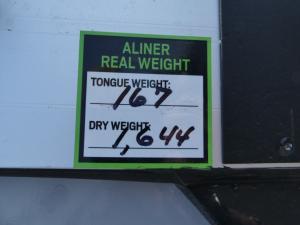 ALINER
REAL WEIGHT
TONGUE WEIGHT:
167
DRY WEIGHT:
1,644